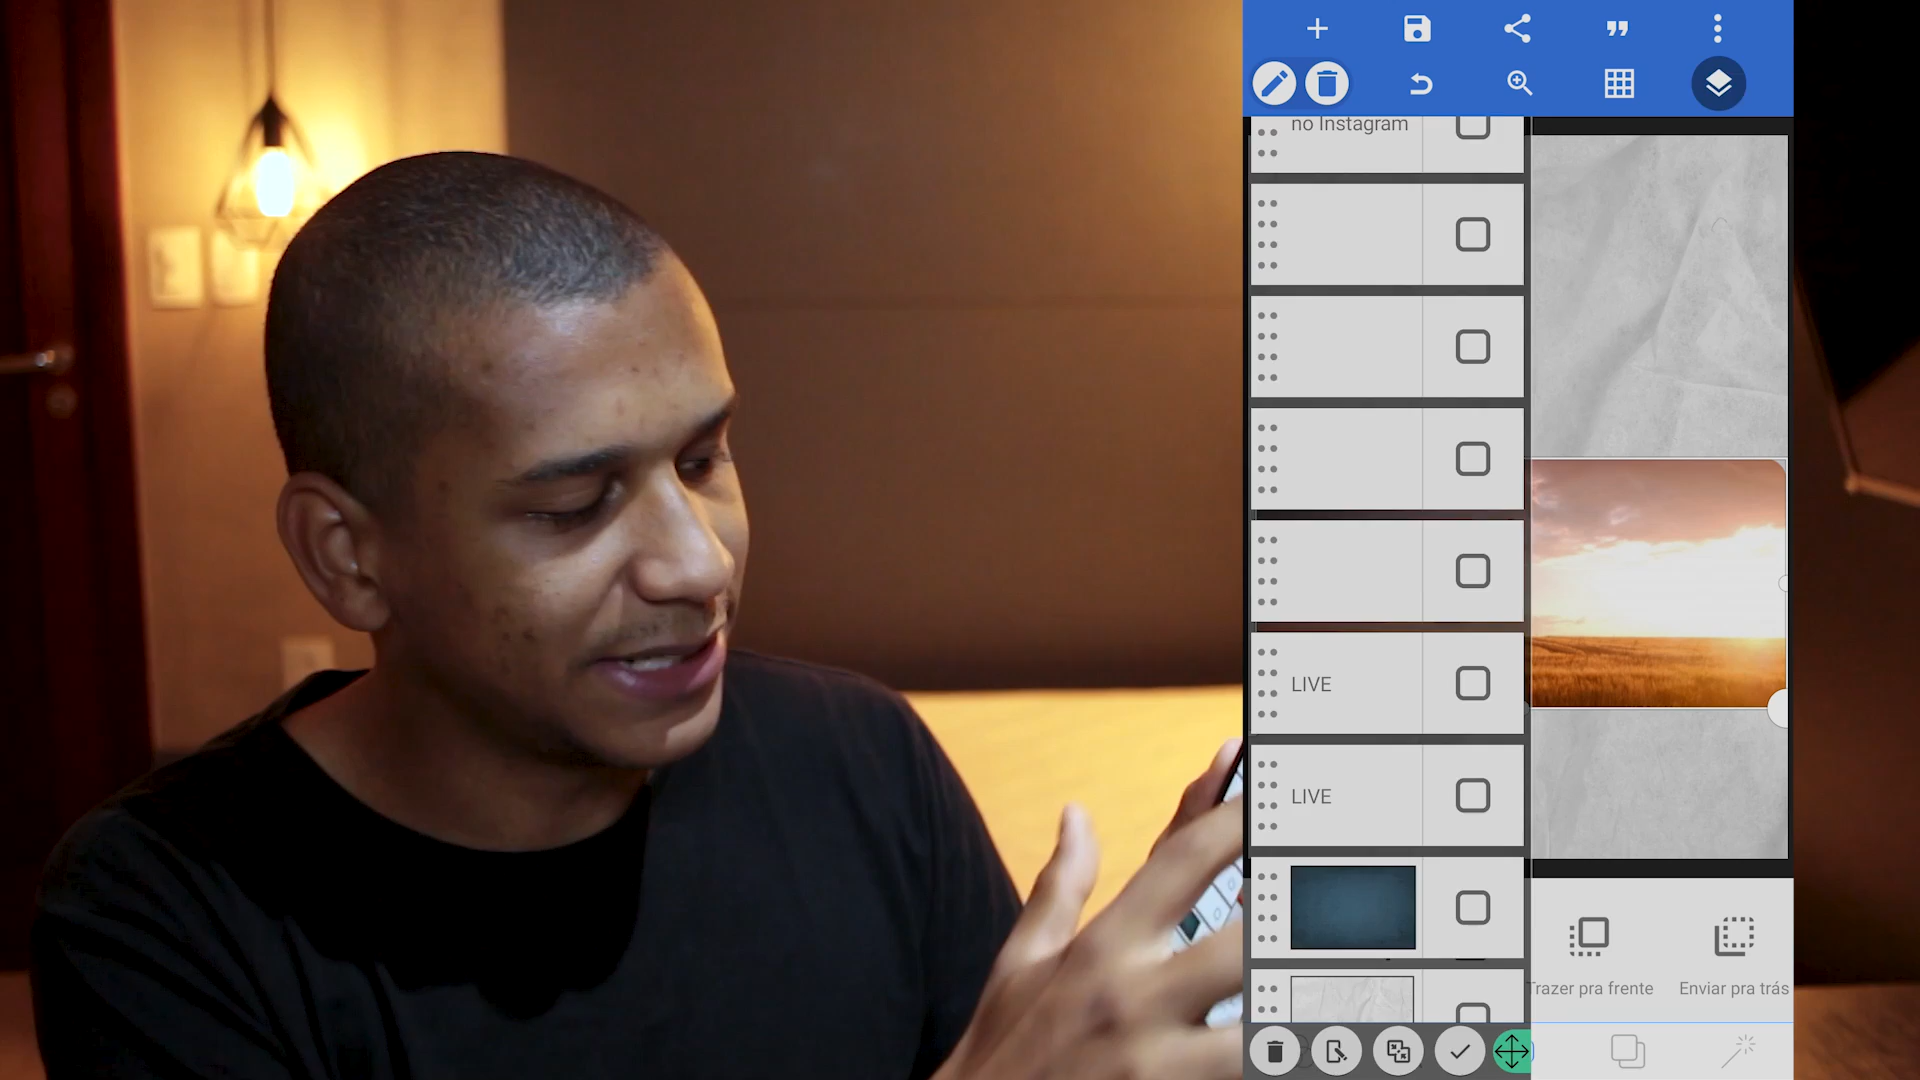 no Instagram
LIVE
LIVE
Trazer pra frente
Enviar pra trás